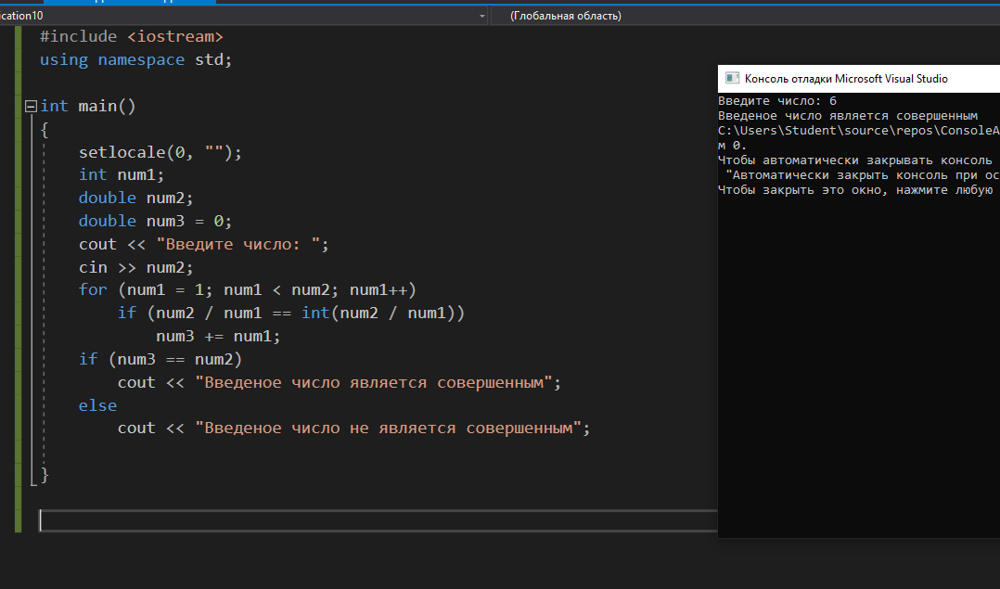 ication10
(Глобальная область)
#include <iostream>
using namespace std;
int main()
{
setlocale(0, "");
int num1;
double num2;
double num3 = 0;
cout << "Введите число: ";
cin >> num2;
for (num1 = 1; num1 < num2; num1++)
if (num2 / num1 == int(num2 / num1))
num3 += num1;
if (num3 == num2)
cout << "Введеное число является совершенным";
else
cout << "Введеное число не является совершенным";
}
Консоль отладки Microsoft Visual Studio
Введите число: 6
Введеное число является совершенным
C:\Users\Student\source\repos\ConsoleA
м 0.
Чтобы автоматически закрывать консоль
"Автоматически закрыть консоль при ос
Чтобы закрыть это окно, нажмите любую